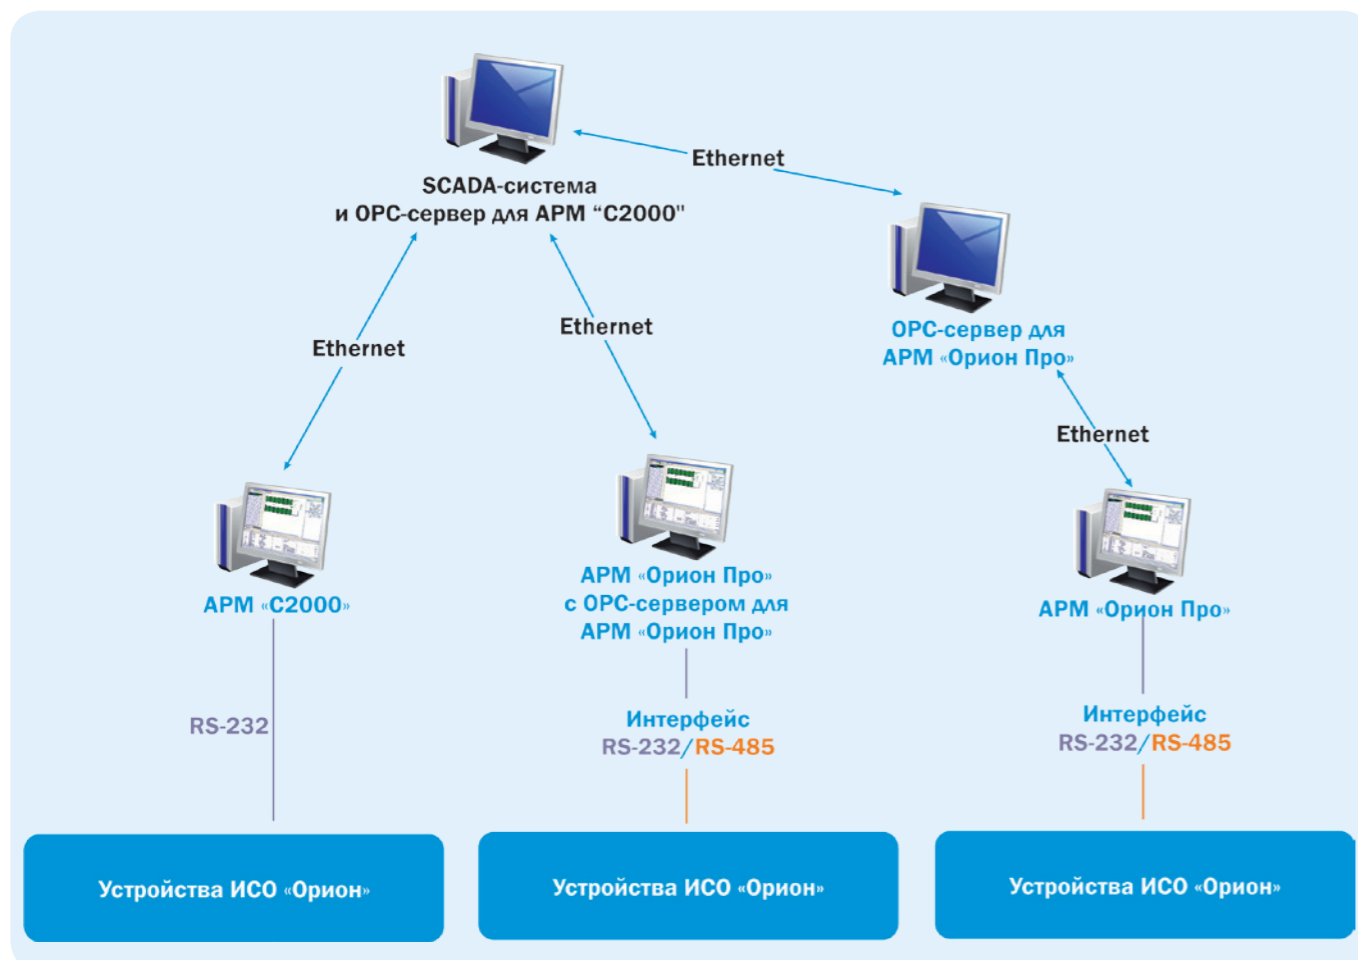 Ethernet
SCADA-система
и OPC-сервер для АРМ “С2000"
Ethernet
Ethernet
OPC-сервер для
АРМ «Орион Про»
Ethernet
АРМ «С2000»
АРМ «Орион Про»
с OPC-сервером для
АРМ «Орион Про»
АРМ «Орион Про»
RS-232
Интерфейс
RS-232/RS-485
Интерфейс
RS-232/RS-485
Устройства ИСО «Орион»
Устройства ИСО «Орион»
Устройства ИСО «Орион»